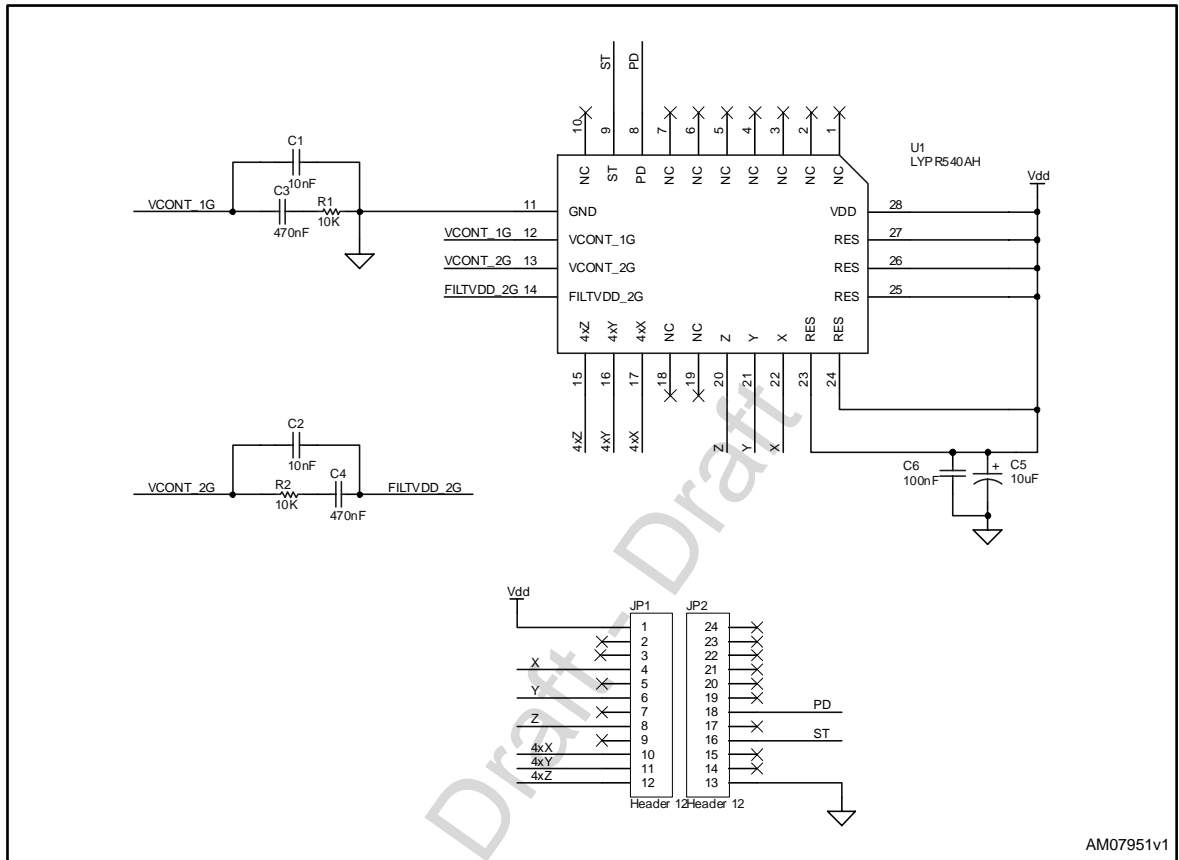 ST
PD
10
9
8
7
6
5
4
3
2
1
U1
LYPR540AH
NC
ST
PD
NC
NC
NC
NC
NC
NC
NC
Vdd
C1
10nF
C3
470nF
R1
10K
VCONT_1G
11
GND
VDD
28
VCONT_1G
12
VCONT_1G
RES
27
VCONT_2G
13
VCONT_2G
RES
26
FILTVDD_2G
14
FILTVDD_2G
RES
25
4xZ
4xY
4xX
NC
NC
Z
Y
X
RES
RES
15
16
17
18
19
20
21
22
23
24
4xZ
4xY
4xX
Z
Y
X
C2
10nF
R2
10K
C4
470nF
VCONT_2G
FILTVDD_2G
C6
100nF
+
C5
10uF
Draft - Draft
Vdd
JP1
JP2
1
24
2
23
3
22
X
4
21
5
20
Y
6
19
7
18
PD
Z
8
17
9
16
ST
4xX
10
15
4xY
11
14
4xZ
12
13
Header 12
Header 12
AM07951v1